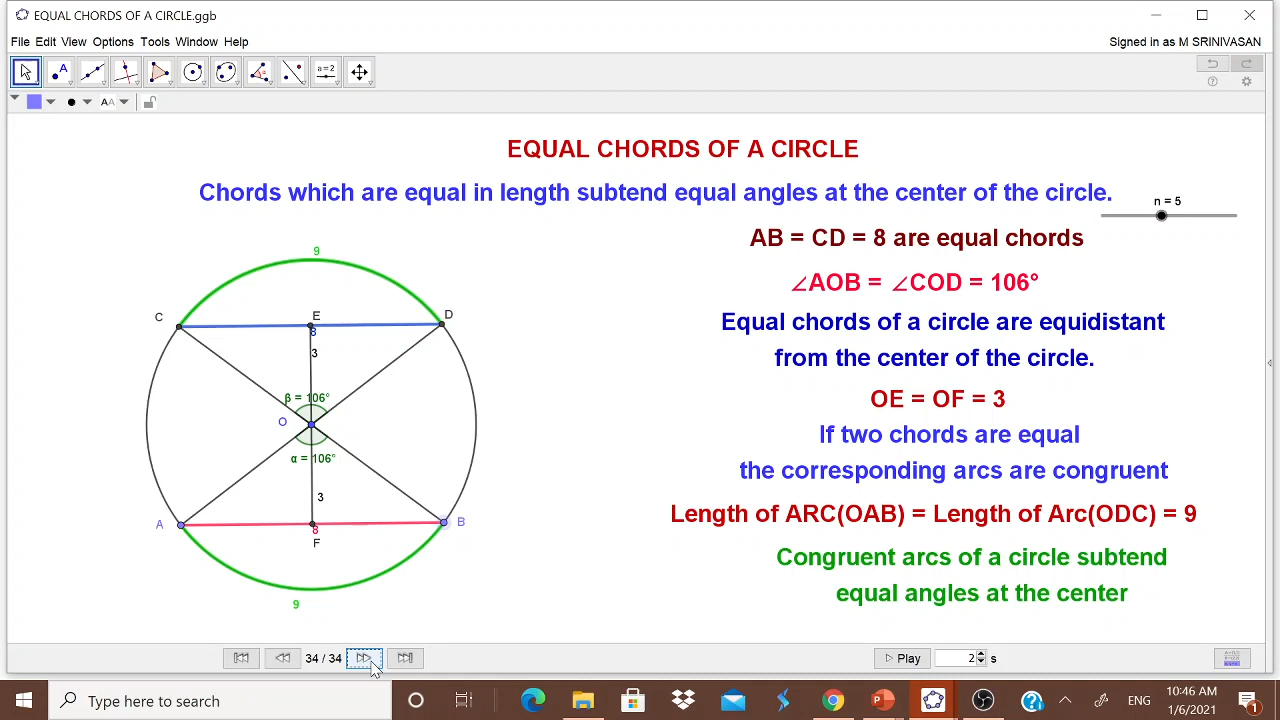 EQUAL CHORDS OF A CIRCLE.ggb
File Edit View Options Tools Window Help
Signed in as M SRINIVASAN
A
a=2
AA
EQUAL CHORDS OF A CIRCLE
Chords which are equal in length subtend equal angles at the center of the circle.
n = 5
AB = CD = 8 are equal chords
∠AOB = ∠COD = 106°
Equal chords of a circle are equidistant
from the center of the circle.
OE = OF = 3
If two chords are equal
the corresponding arcs are congruent
Length of ARC(OAB) = Length of Arc(ODC) = 9
Congruent arcs of a circle subtend
equal angles at the center
9
C
E
D
8
3
β = 106°
O
α = 106°
3
A
B
8
F
9
34 / 34
Play
2 s
Type here to search
ENG
10:46 AM
1/6/2021
1